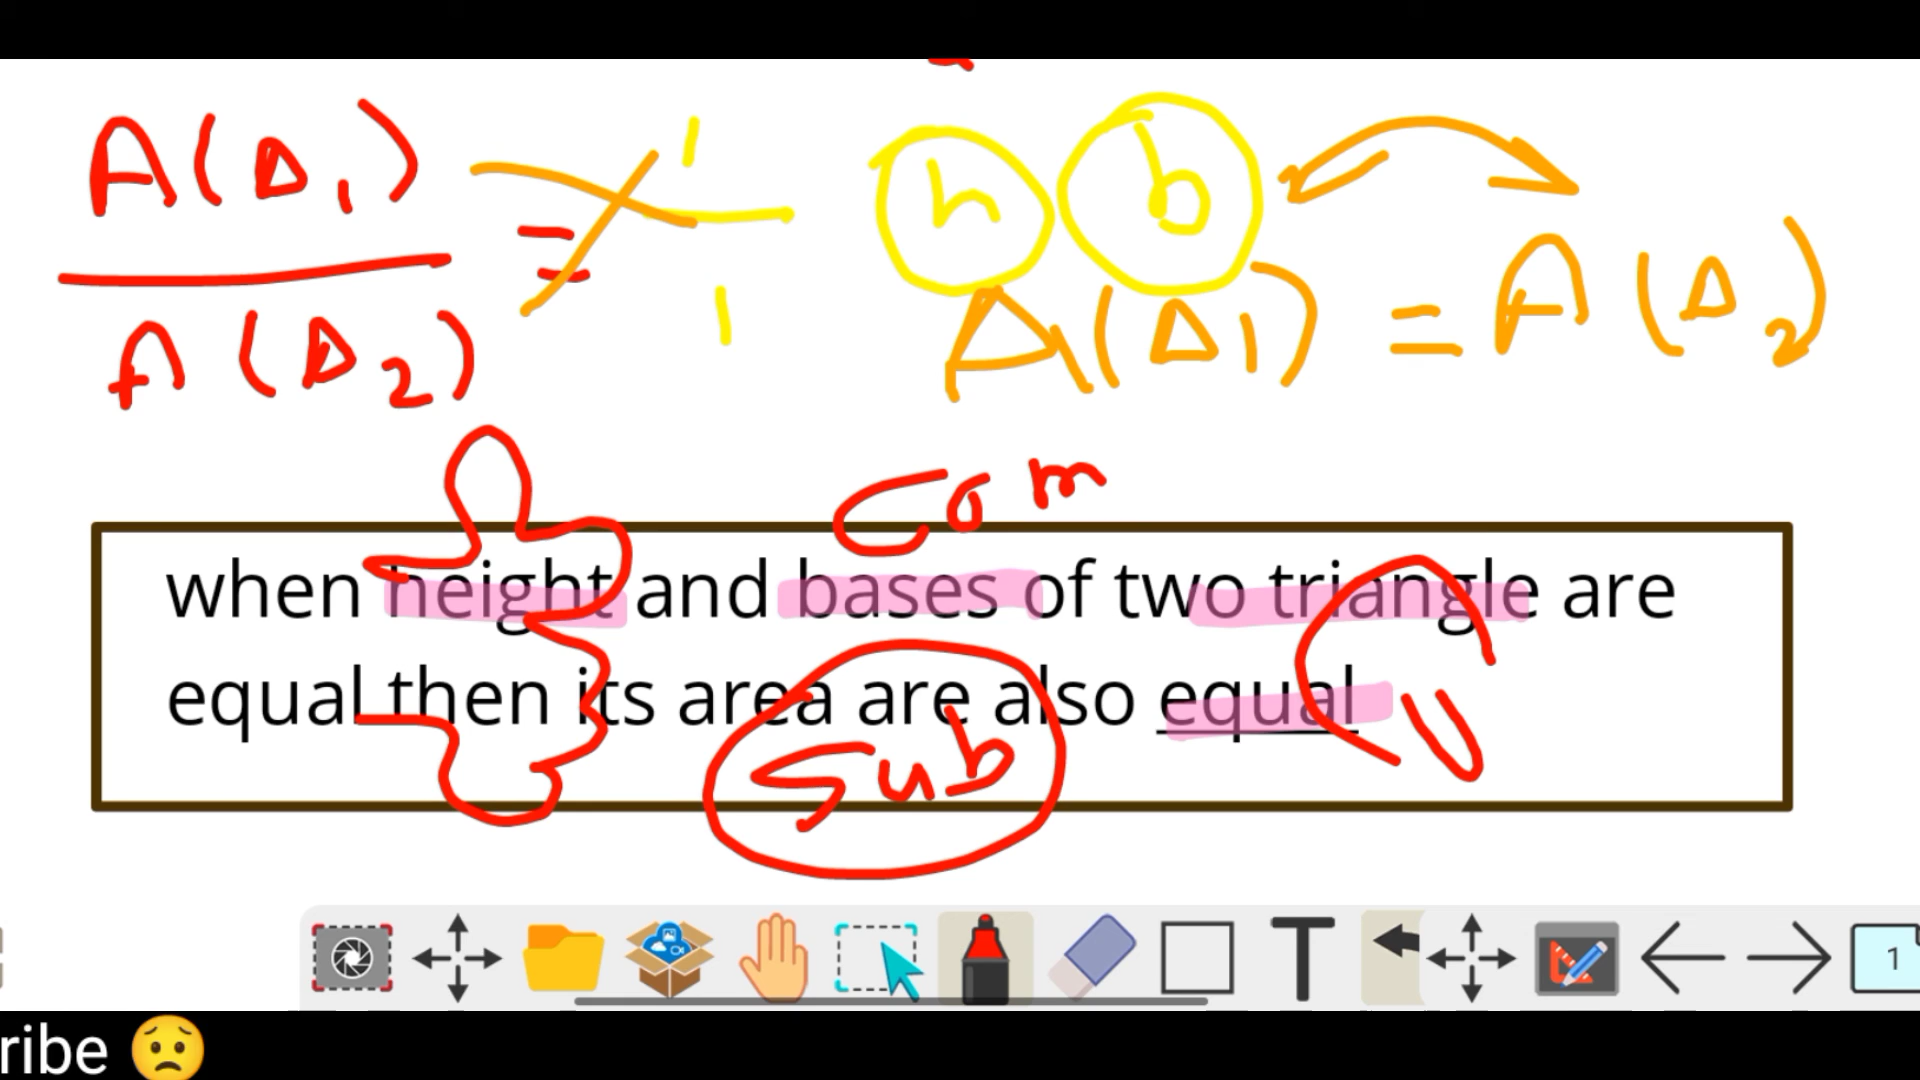 A(Δ1) = 1 h b
A(Δ2) 1 A(Δ1) = A(Δ2)
Com
when height and bases of two triangle are
equal then its area are also equal
Sub
T
1
ribe 😟